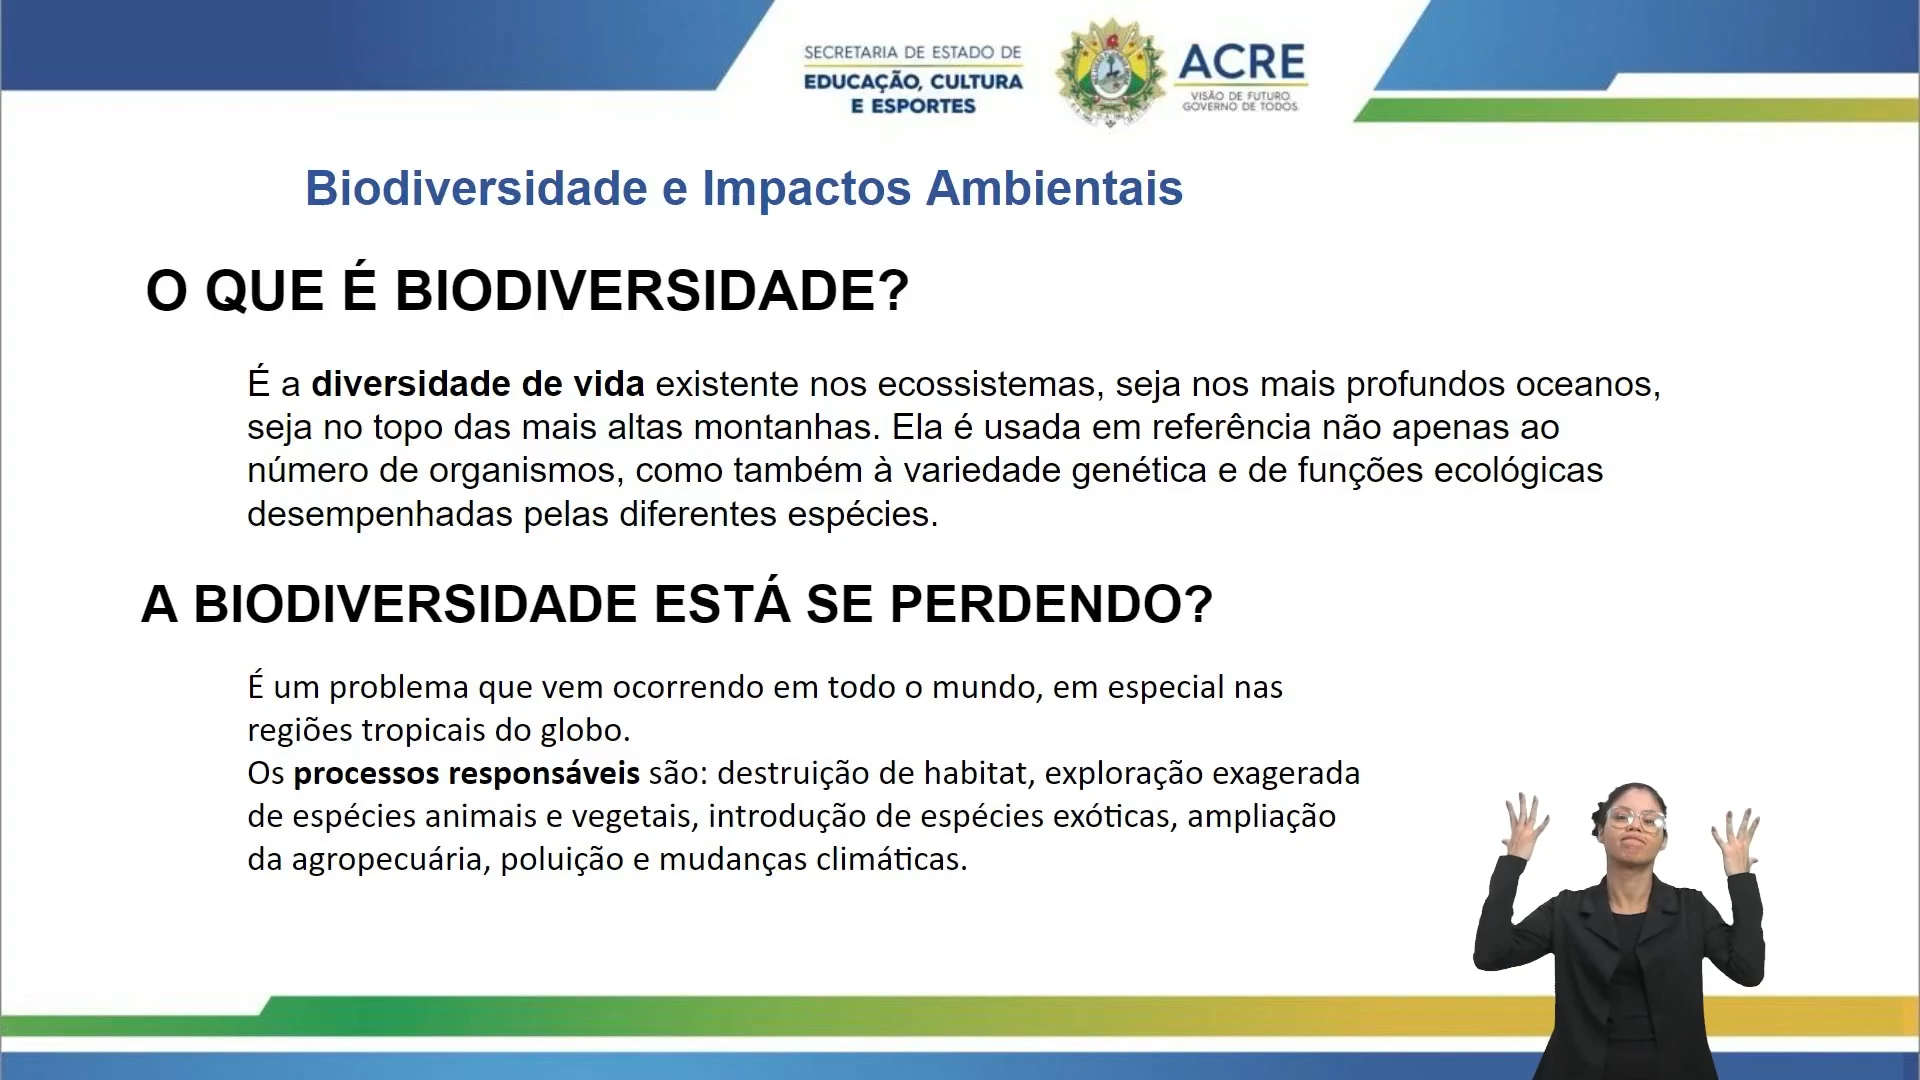 SECRETARIA DE ESTADO DE
EDUCAÇÃO, CULTURA
E ESPORTES
ACRE
VISÃO DE FUTURO.
GOVERNO DE TODOS.
Biodiversidade e Impactos Ambientais
O QUE É BIODIVERSIDADE?
É a diversidade de vida existente nos ecossistemas, seja nos mais profundos oceanos,
seja no topo das mais altas montanhas. Ela é usada em referência não apenas ao
número de organismos, como também à variedade genética e de funções ecológicas
desempenhadas pelas diferentes espécies.
A BIODIVERSIDADE ESTÁ SE PERDENDO?
É um problema que vem ocorrendo em todo o mundo, em especial nas
regiões tropicais do globo.
Os processos responsáveis são: destruição de habitat, exploração exagerada
de espécies animais e vegetais, introdução de espécies exóticas, ampliação
da agropecuária, poluição e mudanças climáticas.